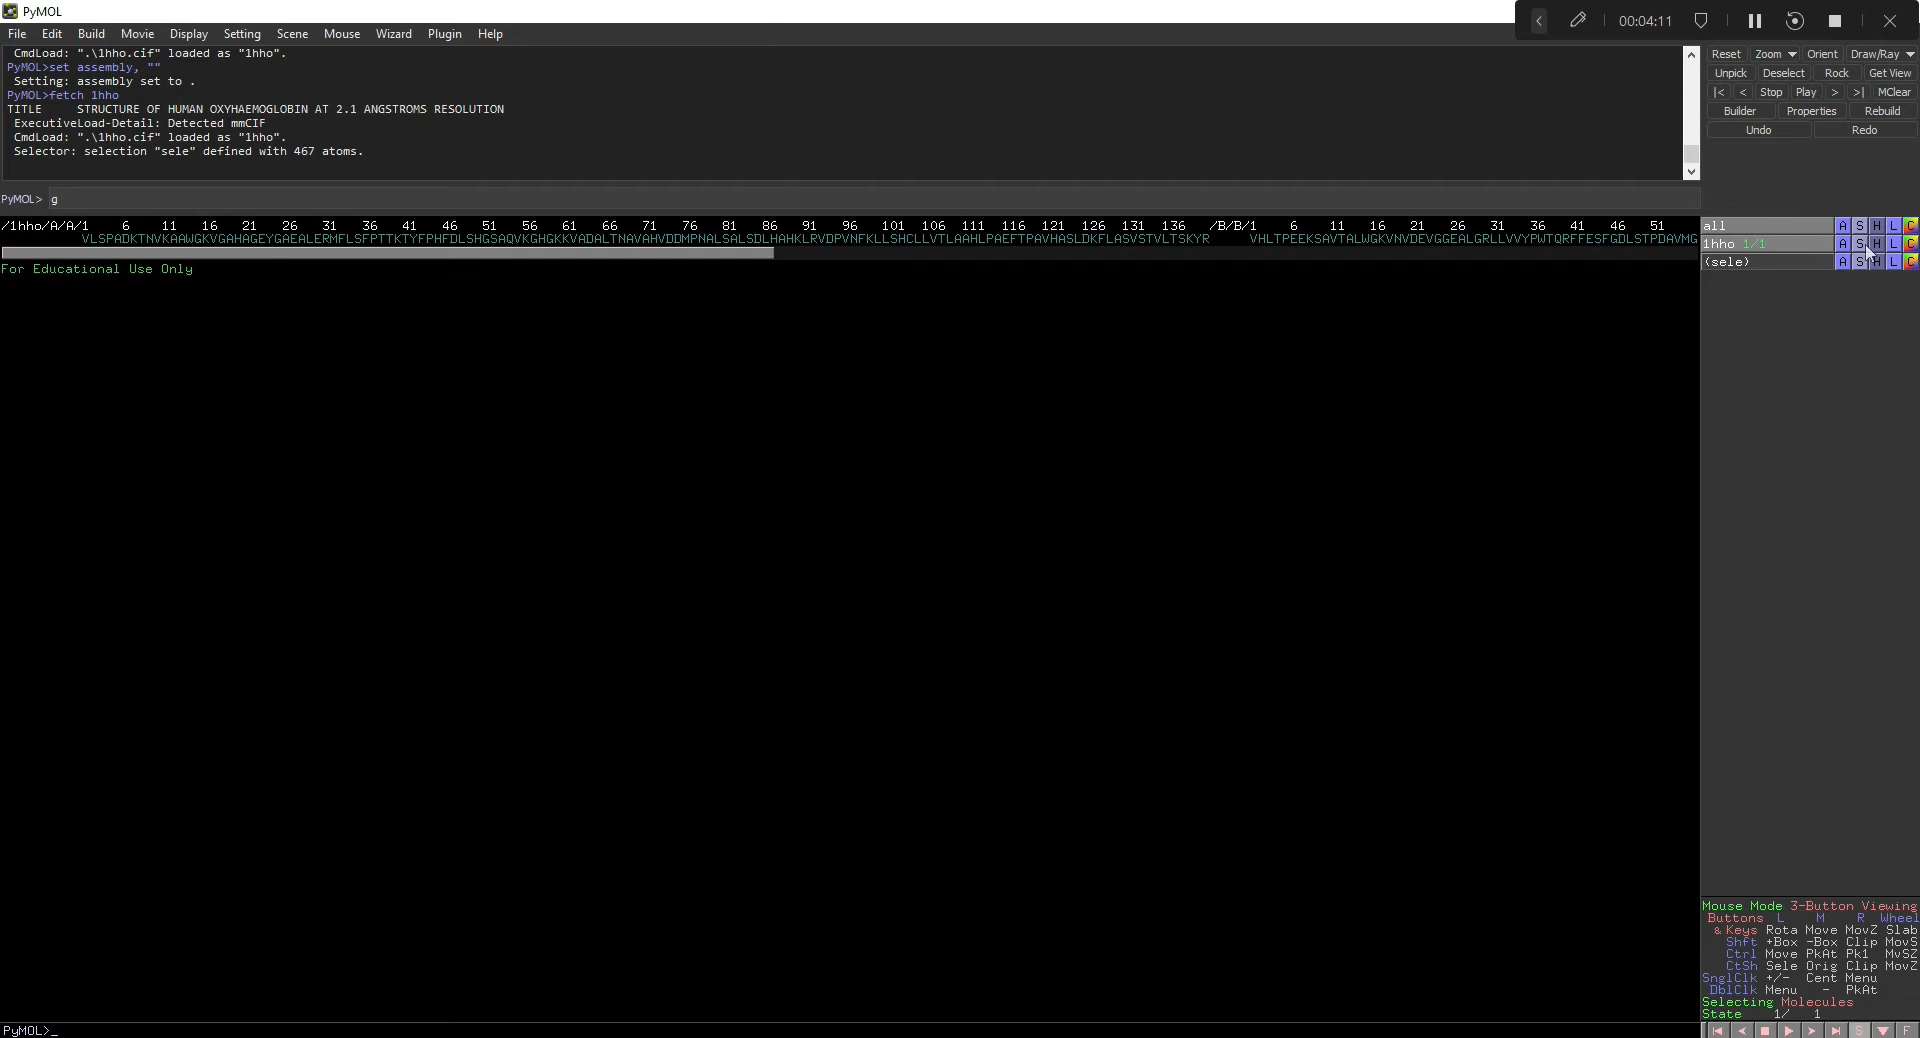 PyMOL
00:04:11
File Edit Build Movie Display Setting Scene Mouse Wizard Plugin Help
CmdLoad: ".\1hho.cif" loaded as "1hho".
PyMOL>set assembly, ""
Setting: assembly set to .
PyMOL>fetch 1hho
TITLE     STRUCTURE OF HUMAN OXYHAEMOGLOBIN AT 2.1 ANGSTROMS RESOLUTION
ExecutiveLoad-Detail: Detected mmCIF
CmdLoad: ".\1hho.cif" loaded as "1hho".
Selector: selection "sele" defined with 467 atoms.
PyMOL> g
Reset Zoom Orient Draw/Ray
Unpick Deselect Rock Get View
|< < Stop Play > >| MClear
Builder Properties Rebuild
Undo Redo
/1hho/A/A/1 6 11 16 21 26 31 36 41 46 51 56 61 66 71 76 81 86 91 96 101 106 111 116 121 126 131 136 /B/B/1 6 11 16 21 26 31 36 41 46 51
VLSPADKTNVKAAWGKVGAHAGEYGAEALERMFLSFPTTKTYFPHFDLSHGSAQVKGHGKKVADALTNAVAHVDDMPNALSALSDLHAHKLRVDPVNFKLLSHCLLVTLAAHLPAEFTPAVHASLDKFLASVSTVLTSKYR VHLTPEEKSAVTALWGKVNVDEVGGEALGRLLVVYPWTQRFFESFGDLSTPDAVMG
For Educational Use Only
all A S H L C
1hho 1/1 A S H L C
(sele) A S H L C
Mouse Mode 3-Button Viewing
Buttons L M R Wheel
& Keys Rota Move MovZ Slab
Shft +Box -Box Clip MovS
Ctrl Move PkAt Pk1 MvSZ
CtSh Sele Orig Clip MovZ
SnglClk +/- Cent Menu
DblClk Menu - PkAt
Selecting Molecules
State 1/ 1
S F
PyMOL>_